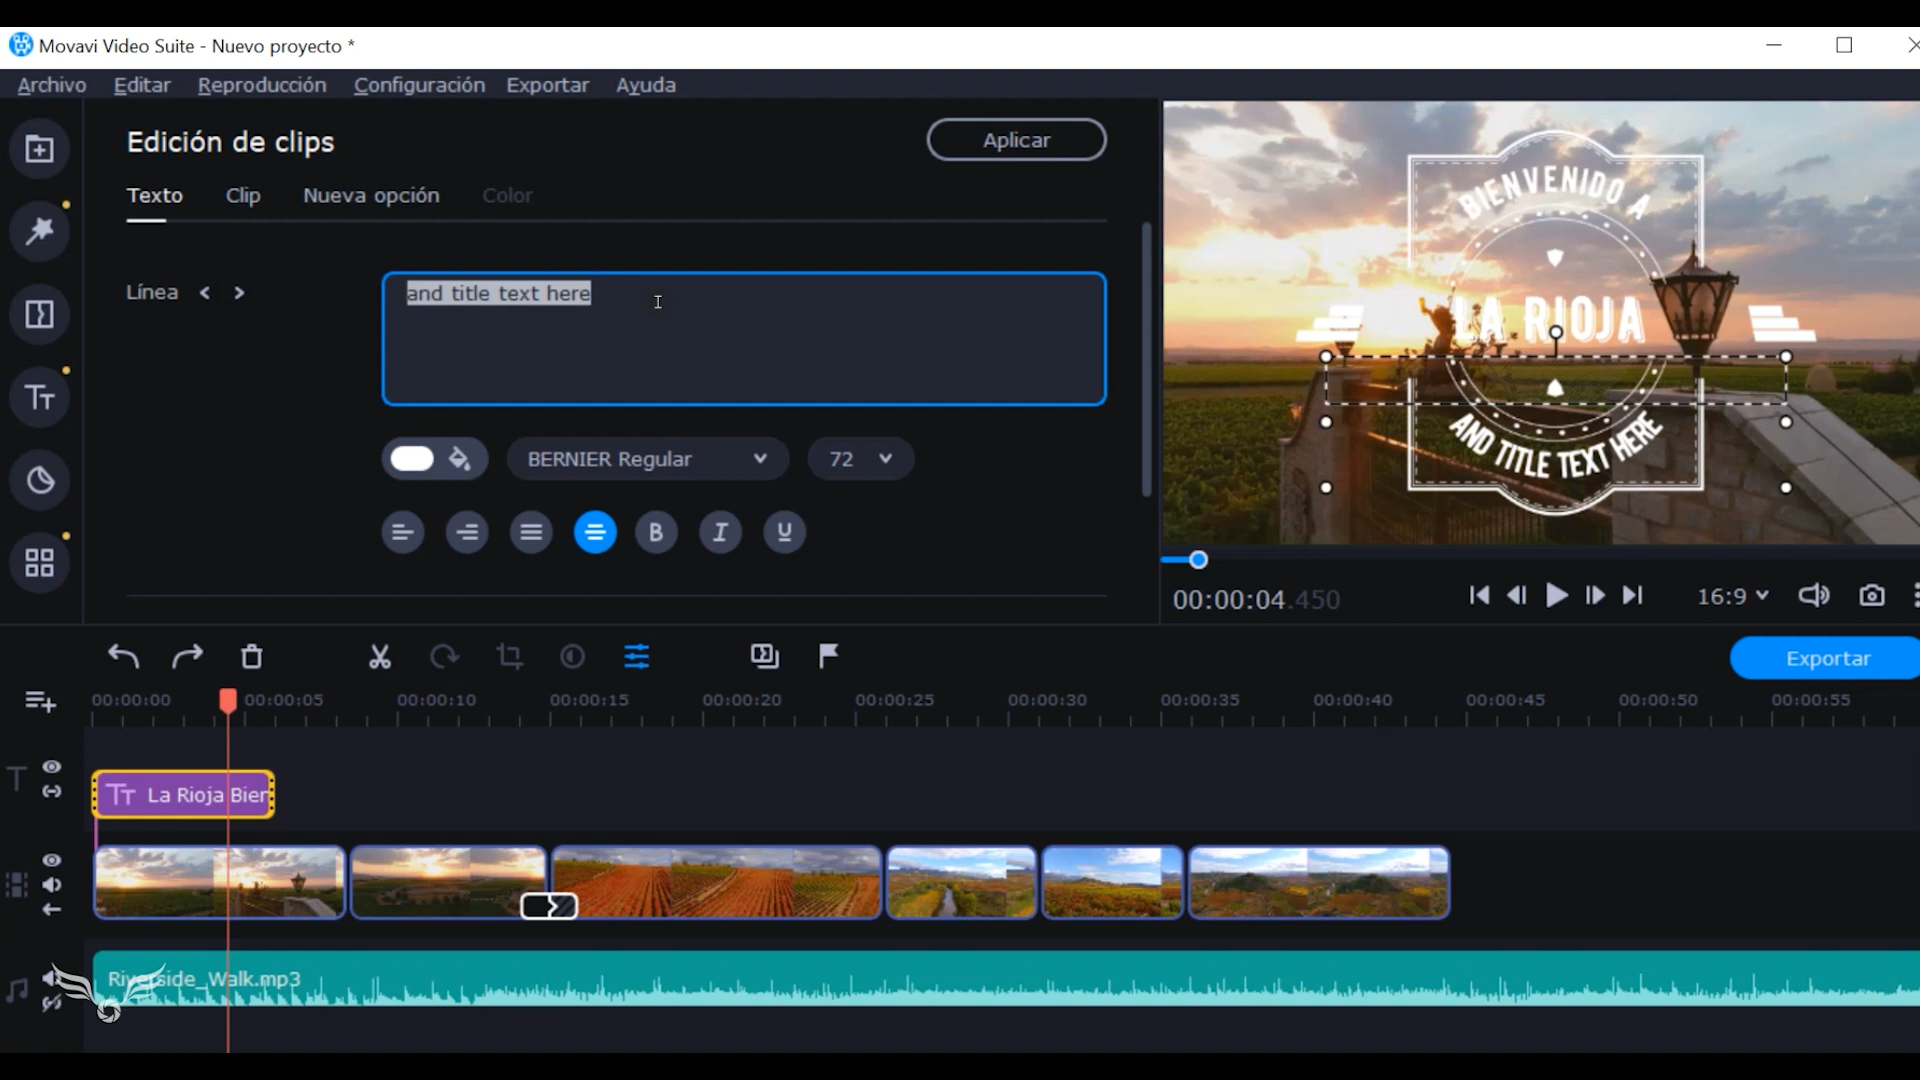 Movavi Video Suite - Nuevo proyecto *
Archivo Editar Reproducción Configuración Exportar Ayuda
Edición de clips
Aplicar
Texto Clip Nueva opción Color
Línea
and title text here
BERNIER Regular 72
B I U
BIENVENIDO A
LA RIOJA
AND TITLE TEXT HERE
00:00:04.450
16:9
Exportar
00:00:00 00:00:05 00:00:10 00:00:15 00:00:20 00:00:25 00:00:30 00:00:35 00:00:40 00:00:45 00:00:50 00:00:55
La Rioja Bien
Riverside_Walk.mp3